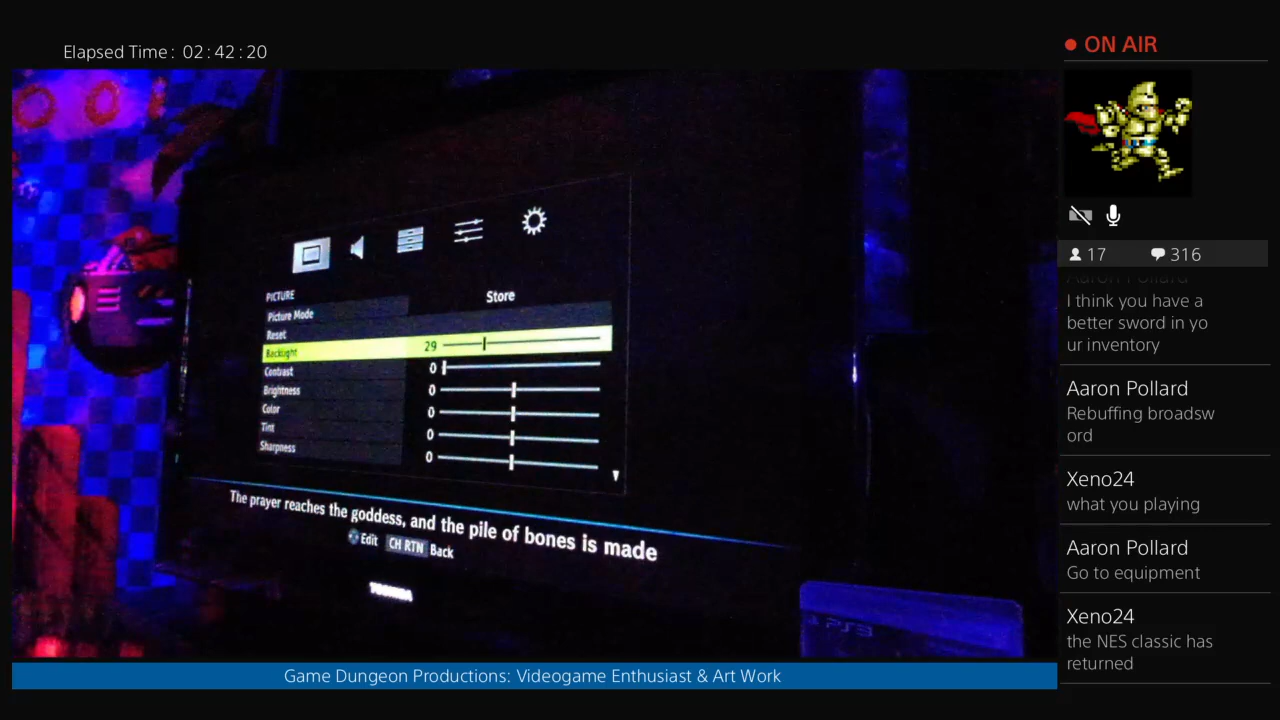 Elapsed Time: 02:42:20
ON AIR
17 316
PICTURE
Store
Picture Mode
Reset
Backlight 29
Contrast 0
Brightness 0
Color 0
Tint 0
Sharpness 0
The prayer reaches the goddess, and the pile of bones is made
Edit CH RTN Back
TOSHIBA
PS3
Game Dungeon Productions: Videogame Enthusiast & Art Work
Aaron Pollard
I think you have a
better sword in yo
ur inventory
Aaron Pollard
Rebuffing broadsw
ord
Xeno24
what you playing
Aaron Pollard
Go to equipment
Xeno24
the NES classic has
returned